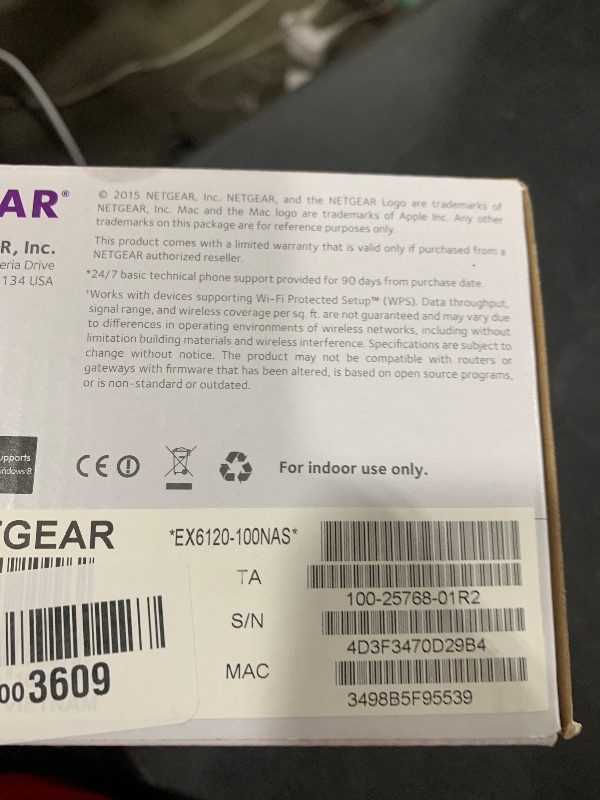 AR®
R, Inc.
eria Drive
134 USA
© 2015 NETGEAR, Inc. NETGEAR, and the NETGEAR Logo are trademarks of
NETGEAR, Inc. Mac and the Mac logo are trademarks of Apple Inc. Any other
trademarks on this package are for reference purposes only.
This product comes with a limited warranty that is valid only if purchased from a
NETGEAR authorized reseller.
*24/7 basic technical phone support provided for 90 days from purchase date.
†Works with devices supporting Wi-Fi Protected Setup™ (WPS). Data throughput,
signal range, and wireless coverage per sq. ft. are not guaranteed and may vary due
to differences in operating environments of wireless networks, including without
limitation building materials and wireless interference. Specifications are subject to
change without notice. The product may not be compatible with routers or
gateways with firmware that has been altered, is based on open source programs,
or is non-standard or outdated.
upports
ndows 8
CE
For indoor use only.
TGEAR
*EX6120-100NAS*
TA
100-25768-01R2
S/N
4D3F3470D29B4
MAC
3498B5F95539
003609